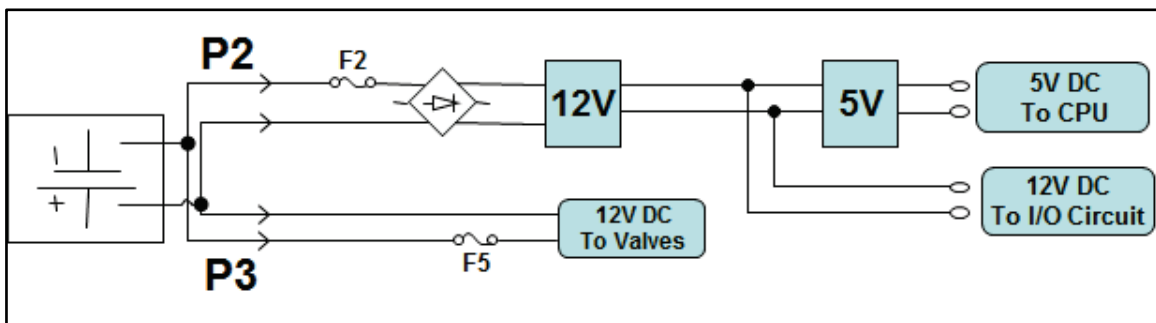 P2
F2
12V
5V
5V DC
To CPU
12V DC
To I/O Circuit
12V DC
To Valves
F5
P3
+